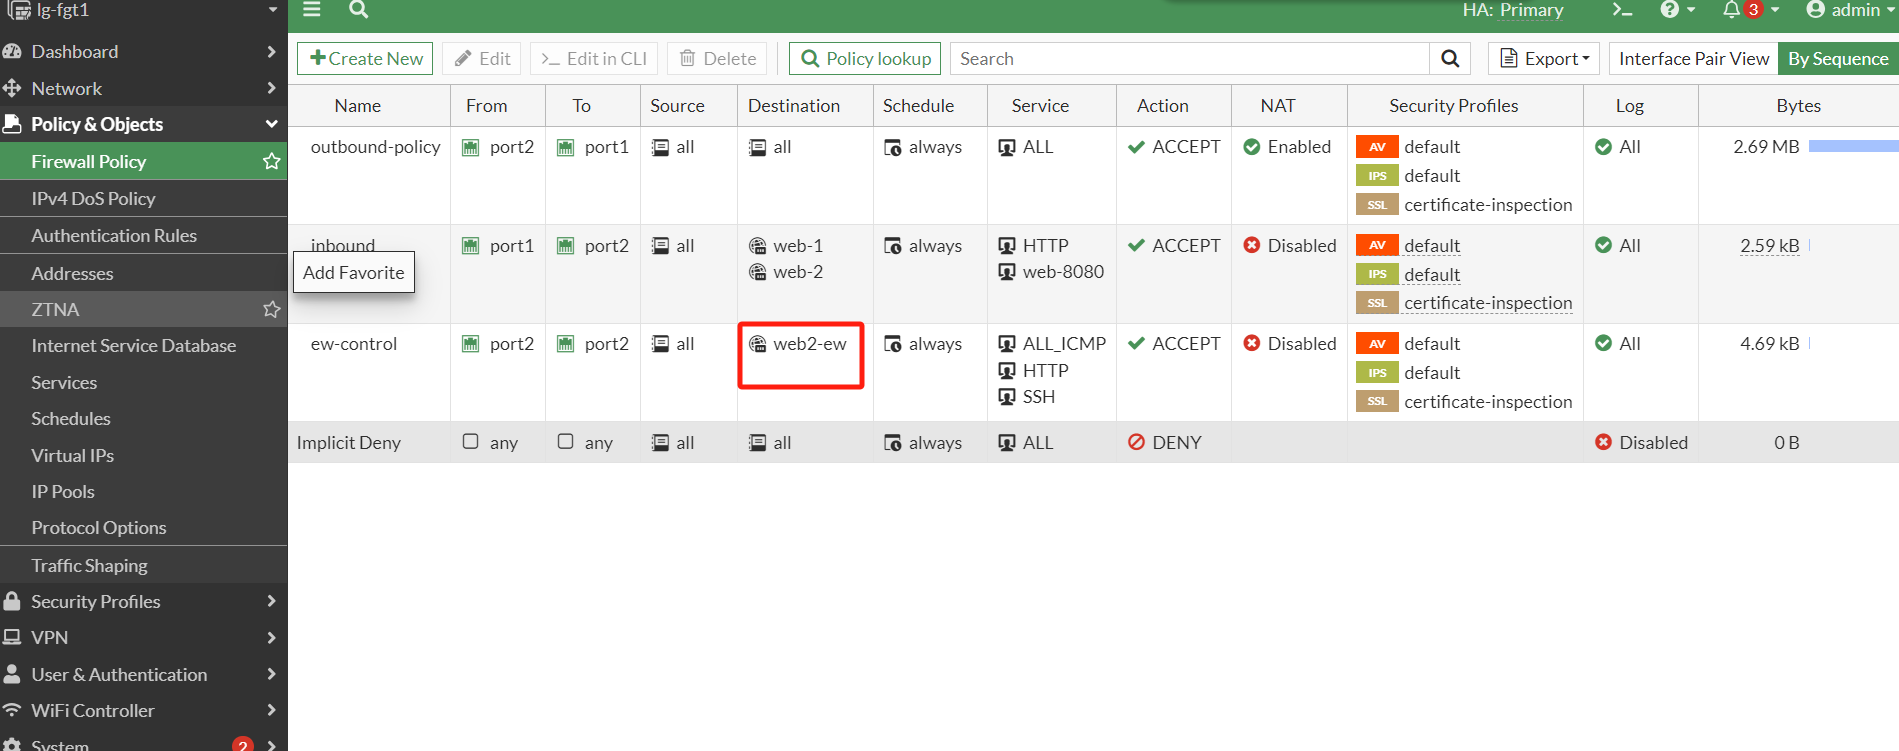 lg-fgt1
HA: Primary
3
admin
Dashboard
Network
Policy & Objects
Firewall Policy
IPv4 DoS Policy
Authentication Rules
Addresses
ZTNA
Internet Service Database
Services
Schedules
Virtual IPs
IP Pools
Protocol Options
Traffic Shaping
Security Profiles
VPN
User & Authentication
WiFi Controller
System 2
Create New Edit Edit in CLI Delete Policy lookup Search Export Interface Pair View By Sequence
Name From To Source Destination Schedule Service Action NAT Security Profiles Log Bytes
outbound-policy port2 port1 all all always ALL ACCEPT Enabled AV default All 2.69 MB
IPS default
SSL certificate-inspection
inbound port1 port2 all web-1 always HTTP ACCEPT Disabled AV default All 2.59 kB
Add Favorite web-2 web-8080 IPS default
SSL certificate-inspection
ew-control port2 port2 all web2-ew always ALL_ICMP ACCEPT Disabled AV default All 4.69 kB
HTTP IPS default
SSH SSL certificate-inspection
Implicit Deny any any all all always ALL DENY Disabled 0 B